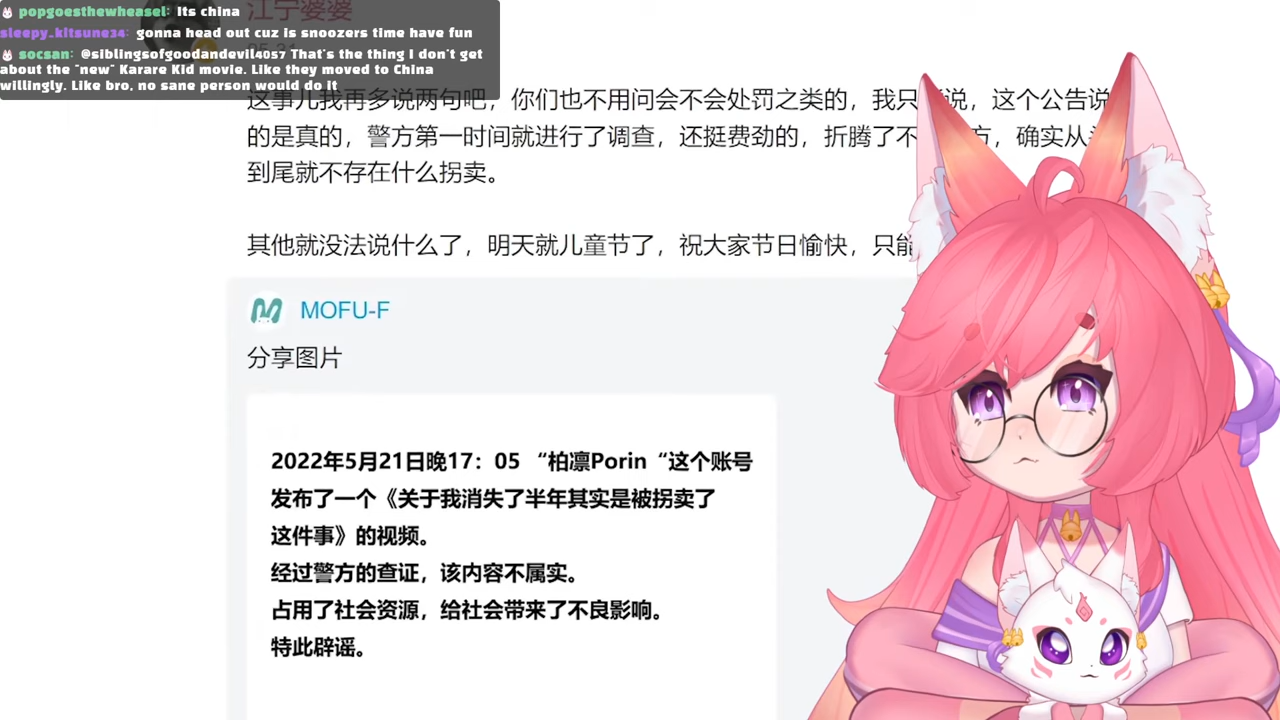 popgoesthewheasel: Its china
sleepy_kitsune34: gonna head out cuz is snoozers time have fun
socsan: @siblingsofgoodandevil4057 That's the thing I don't get
about the "new" Karare Kid movie. Like they moved to China
willingly. Like bro, no sane person would do it
江宁婆婆
这事儿我再多说两句吧，你们也不用问会不会处罚之类的，我只 说，这个公告说
的是真的，警方第一时间就进行了调查，还挺费劲的，折腾了不 方，确实从
到尾就不存在什么拐卖。
其他就没法说什么了，明天就儿童节了，祝大家节日愉快，只能
MOFU-F
分享图片
2022年5月21日晚17：05 “柏凛Porin“这个账号
发布了一个《关于我消失了半年其实是被拐卖了
这件事》的视频。
经过警方的查证，该内容不属实。
占用了社会资源，给社会带来了不良影响。
特此辟谣。